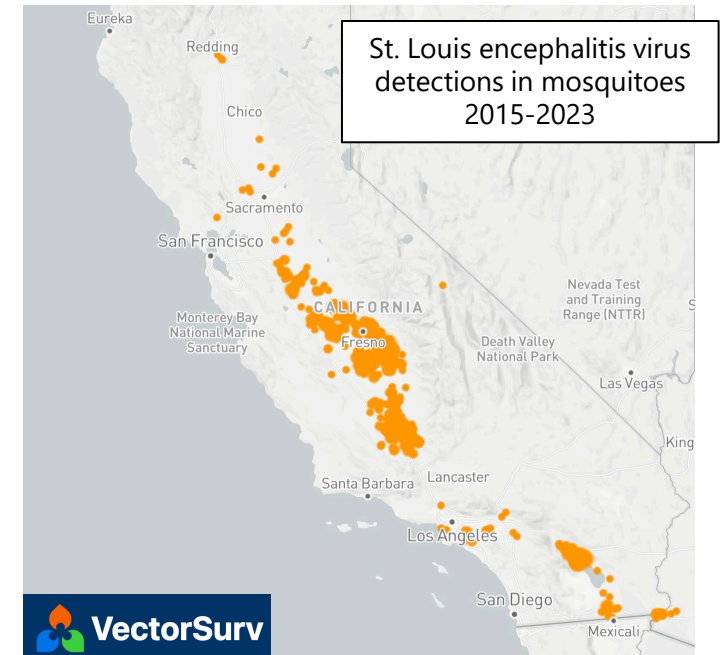 Eureka
Redding
St. Louis encephalitis virus
detections in mosquitoes
2015-2023
Chico
Sacramento
San Francisco
Nevada Test
and Training
Range (NTTR)
S
CALIFORNIA
Monterey Bay
National Marine
Sanctuary
Fresno
Death Valley
National Park
Las Vegas
King
Santa Barbara
Lancaster
Los Angeles
San Diego
Mexicali
VectorSurv